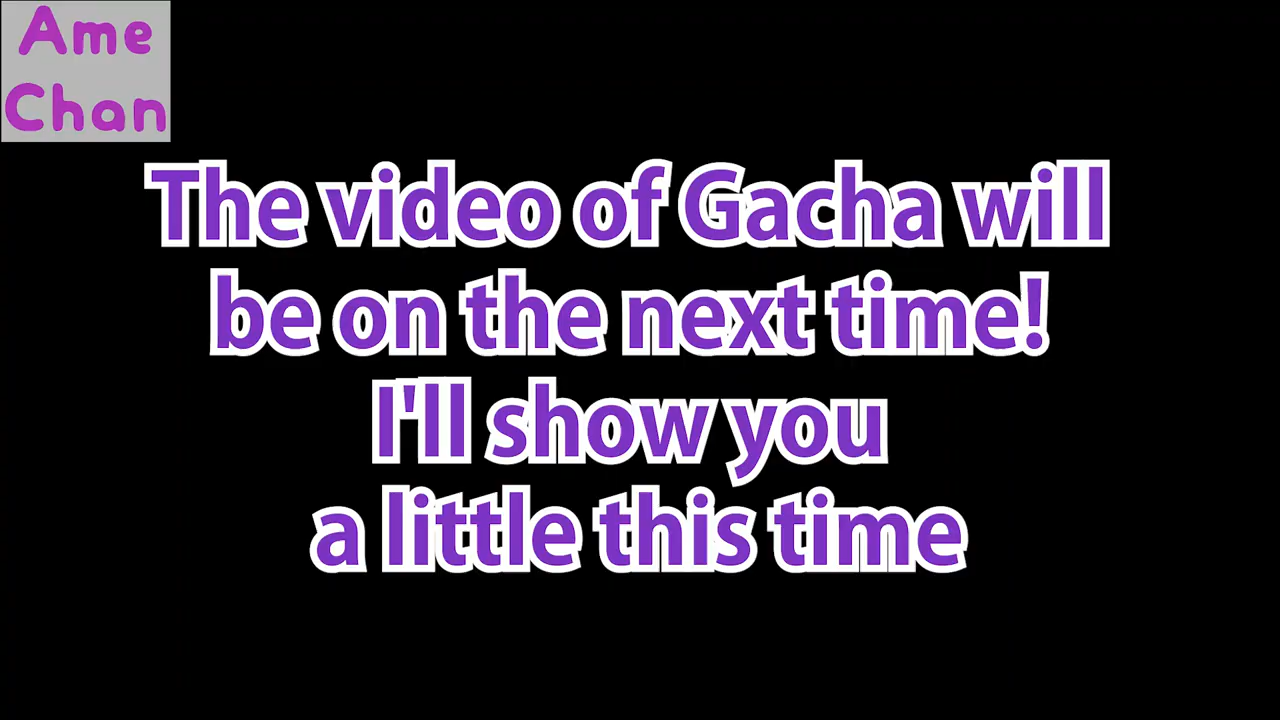 Ame
Chan
The video of Gacha will
be on the next time!
I'll show you
a little this time